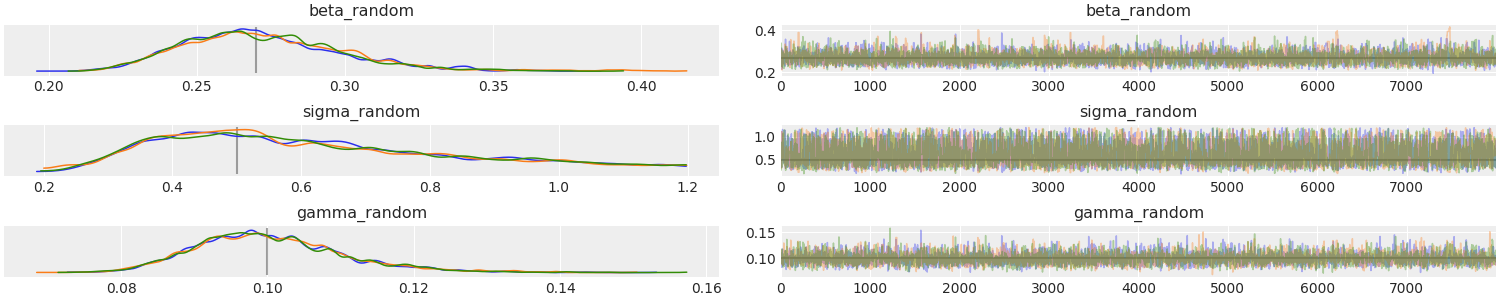 beta_random beta_random
0.4
0.2
0.20 0.25 0.30 0.35 0.40 0 1000 2000 3000 4000 5000 6000 7000
sigma_random sigma_random
1.0
0.5
0.2 0.4 0.6 0.8 1.0 1.2 0 1000 2000 3000 4000 5000 6000 7000
gamma_random gamma_random
0.15
0.10
0.08 0.10 0.12 0.14 0.16 0 1000 2000 3000 4000 5000 6000 7000